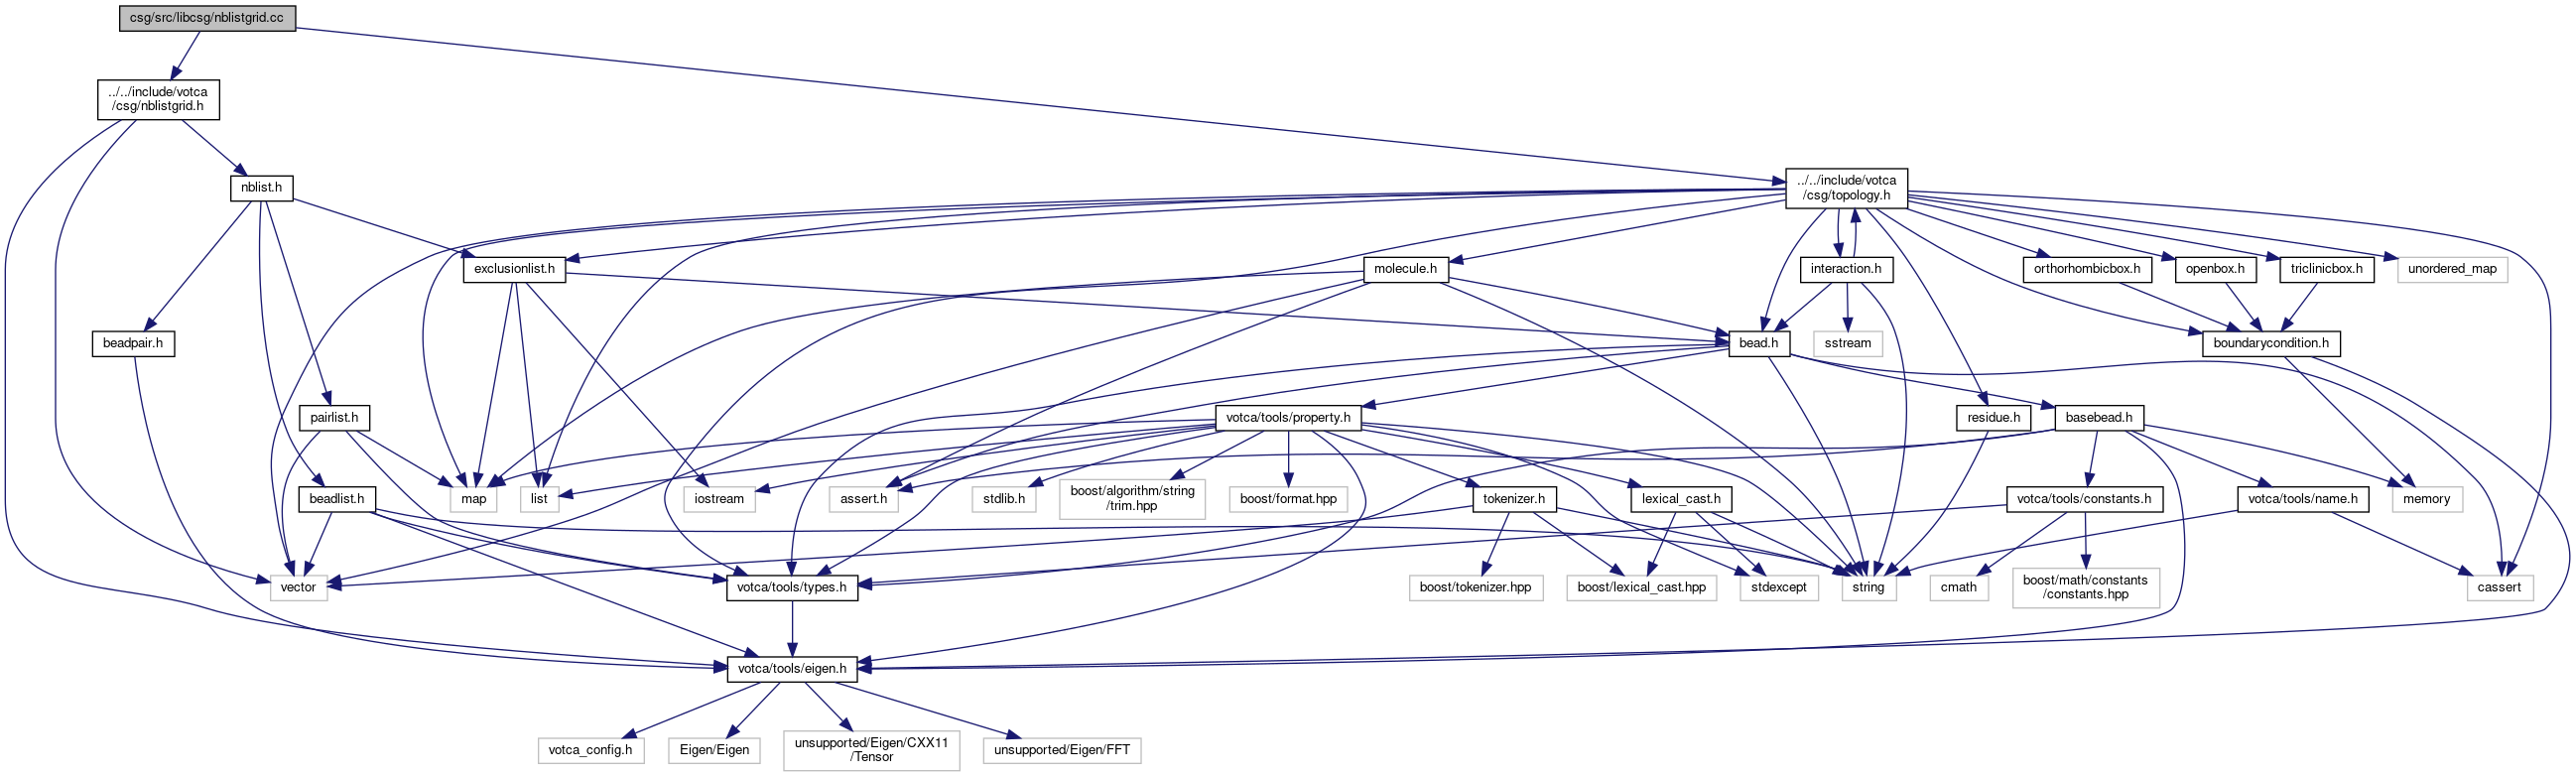 csg/src/libcsg/nblistgrid.cc
../../include/votca
/csg/nblistgrid.h
nblist.h
../../include/votca
/csg/topology.h
exclusionlist.h
molecule.h
interaction.h
orthorhombicbox.h
openbox.h
triclinicbox.h
unordered_map
beadpair.h
bead.h
sstream
boundarycondition.h
pairlist.h
votca/tools/property.h
residue.h
basebead.h
beadlist.h
map
list
iostream
assert.h
stdlib.h
boost/algorithm/string
/trim.hpp
boost/format.hpp
tokenizer.h
lexical_cast.h
votca/tools/constants.h
votca/tools/name.h
memory
vector
votca/tools/types.h
boost/tokenizer.hpp
boost/lexical_cast.hpp
stdexcept
string
cmath
boost/math/constants
/constants.hpp
cassert
votca/tools/eigen.h
votca_config.h
Eigen/Eigen
unsupported/Eigen/CXX11
/Tensor
unsupported/Eigen/FFT